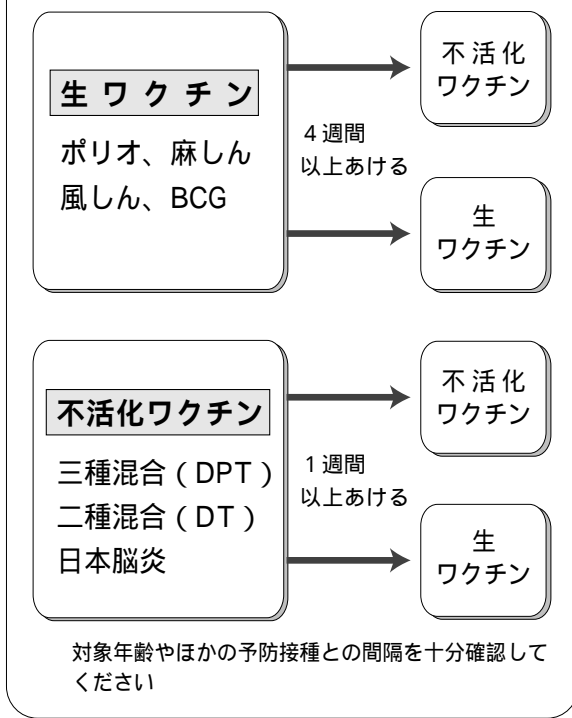 生ワクチン
ポリオ、麻しん
風しん、BCG
4週間
以上あける
不活化
ワクチン
生
ワクチン
不活化ワクチン
三種混合(DPT)
二種混合(DT)
日本脳炎
1週間
以上あける
不活化
ワクチン
生
ワクチン
対象年齢やほかの予防接種との間隔を十分確認して
ください